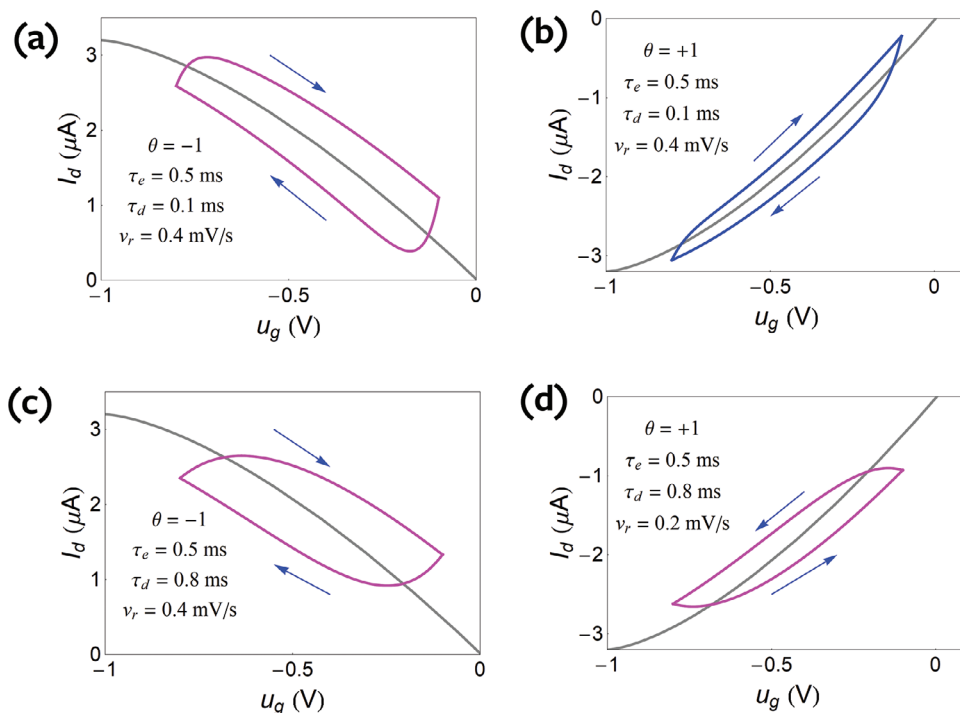 (a)
I_d (μA)
3
2
1
0
θ = −1
τ_e = 0.5 ms
τ_d = 0.1 ms
v_r = 0.4 mV/s
−1
−0.5
0
u_g (V)
(b)
I_d (μA)
0
−1
−2
−3
θ = +1
τ_e = 0.5 ms
τ_d = 0.1 ms
v_r = 0.4 mV/s
−1
−0.5
0
u_g (V)
(c)
I_d (μA)
3
2
1
0
θ = −1
τ_e = 0.5 ms
τ_d = 0.8 ms
v_r = 0.4 mV/s
−1
−0.5
0
u_g (V)
(d)
I_d (μA)
0
−1
−2
−3
θ = +1
τ_e = 0.5 ms
τ_d = 0.8 ms
v_r = 0.2 mV/s
−1
−0.5
0
u_g (V)